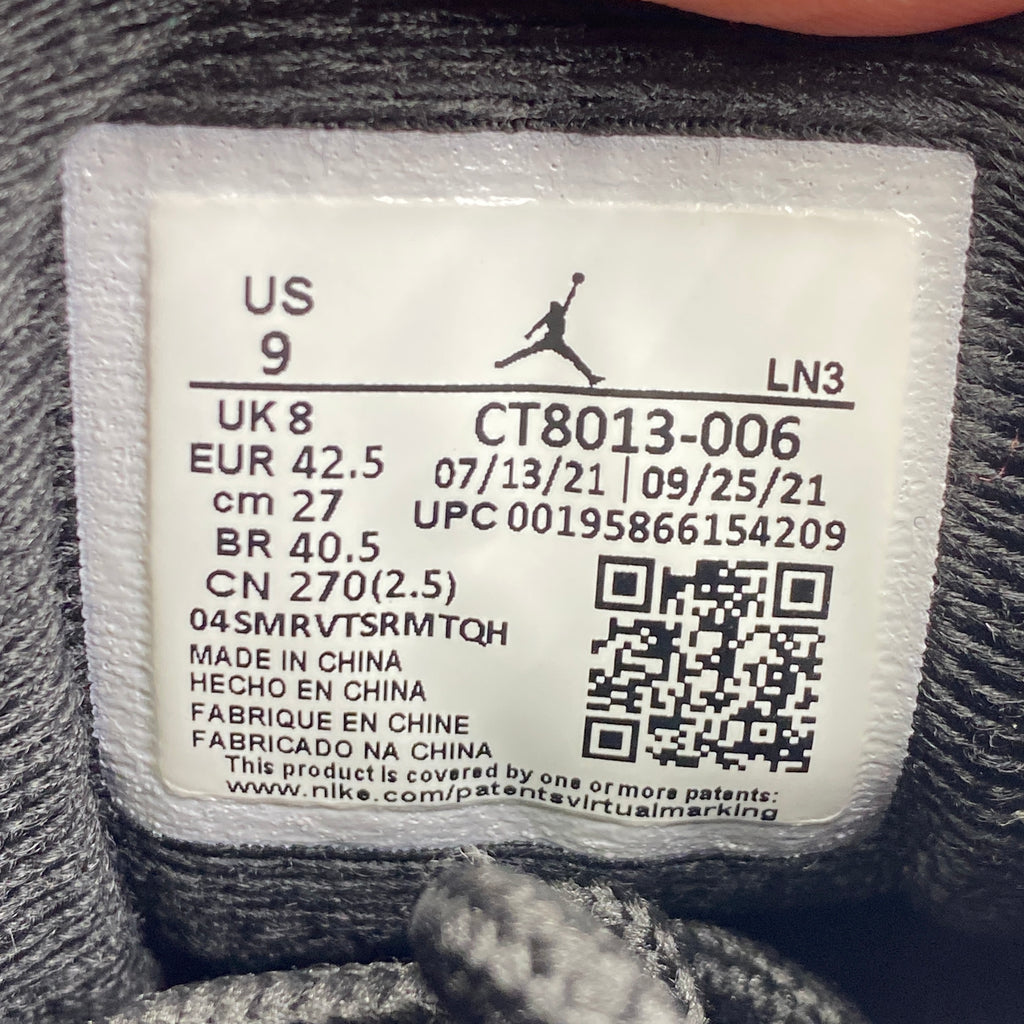 US
9
LN3
UK 8
CT8013-006
EUR 42.5
07/13/21 | 09/25/21
cm 27
UPC 00195866154209
BR 40.5
CN 270(2.5)
04SMRVTSRMTQH
MADE IN CHINA
HECHO EN CHINA
FABRIQUE EN CHINE
FABRICADO NA CHINA
This product is covered by one or more patents:
www.nike.com/patentsvirtualmarking